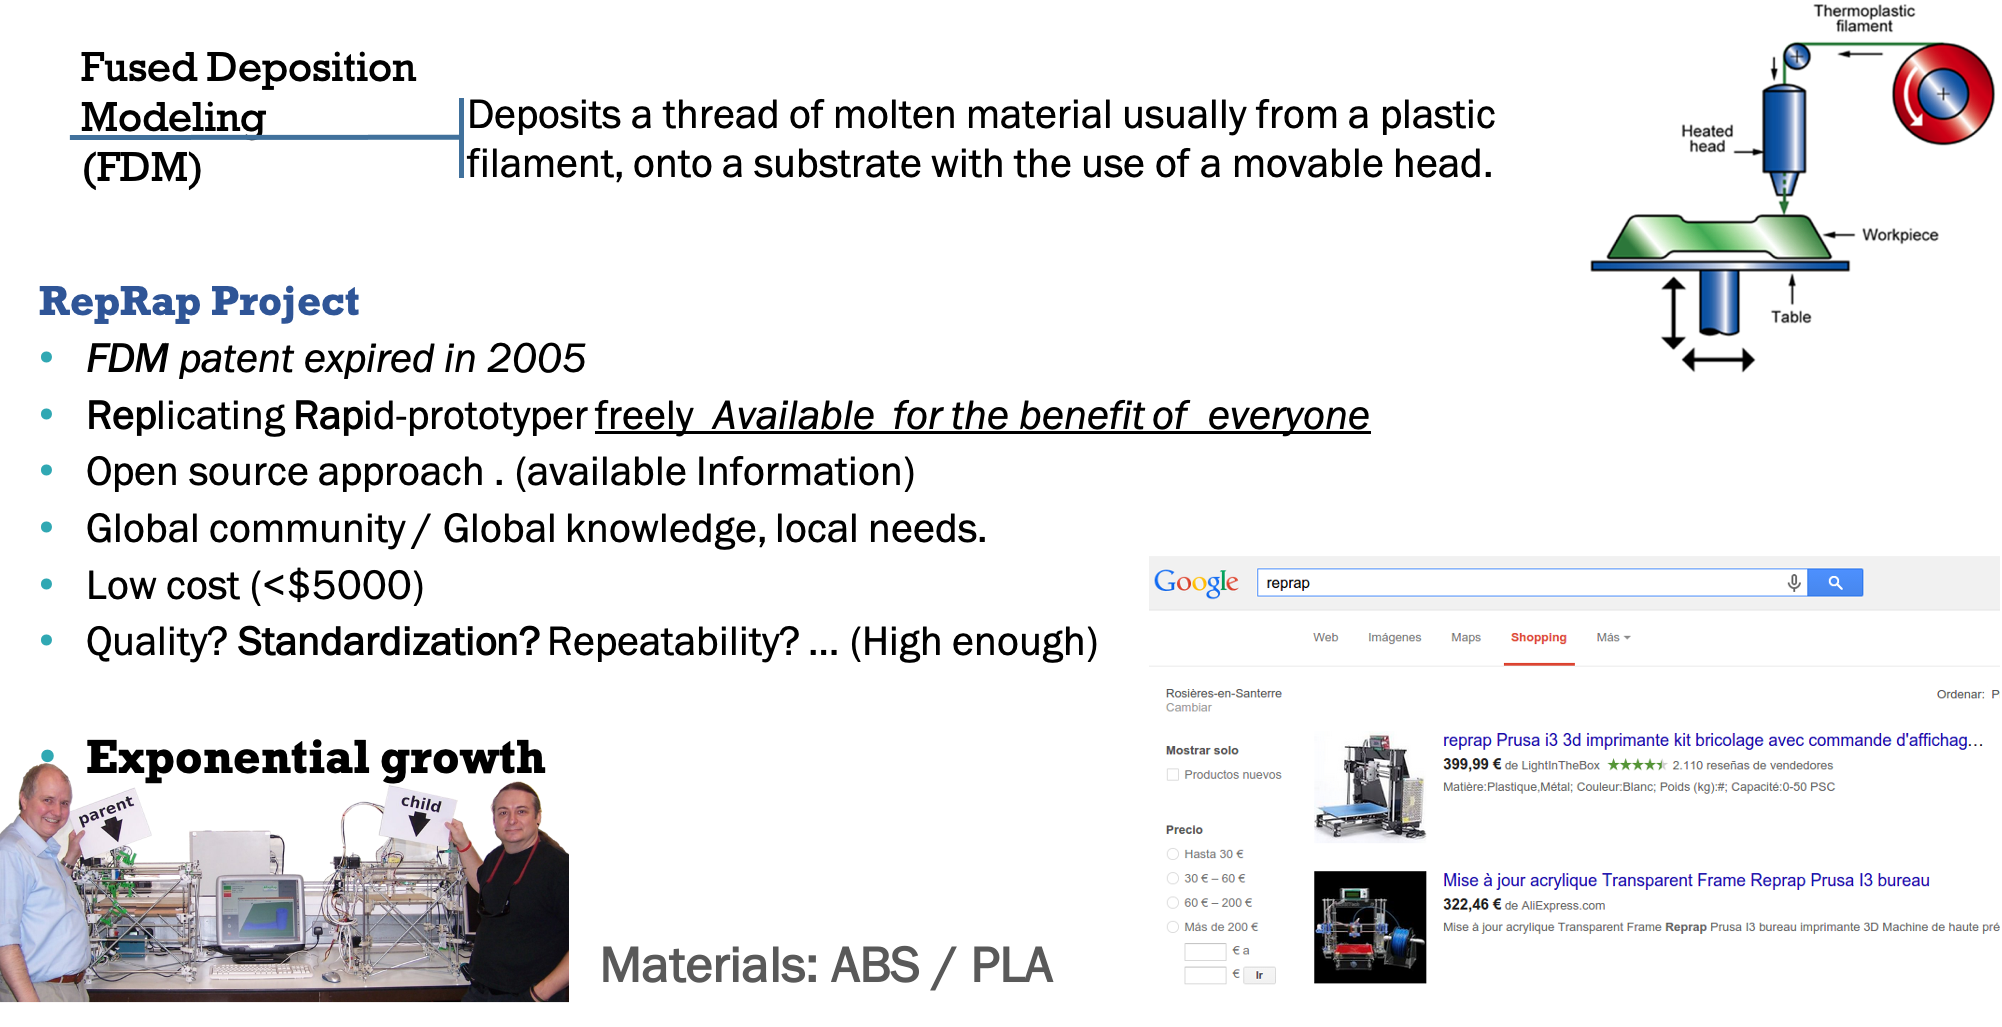 Fused Deposition
Modeling
(FDM)
Deposits a thread of molten material usually from a plastic
filament, onto a substrate with the use of a movable head.
Thermoplastic
filament
Heated
head
Workpiece
Table
RepRap Project
• FDM patent expired in 2005
• Replicating Rapid-prototyper freely Available for the benefit of everyone
• Open source approach . (available Information)
• Global community / Global knowledge, local needs.
• Low cost (<$5000)
• Quality? Standardization? Repeatability? ... (High enough)
• Exponential growth
parent
child
Materials: ABS / PLA
Google
reprap
Web Imágenes Maps Shopping Más
Rosières-en-Santerre
Cambiar
Ordenar: P
Mostrar solo
Productos nuevos
Precio
Hasta 30 €
30 € – 60 €
60 € – 200 €
Más de 200 €
€ a
€ Ir
reprap Prusa i3 3d imprimante kit bricolage avec commande d'affichag...
399,99 € de LightInTheBox ★★★★★ 2.110 reseñas de vendedores
Matière:Plastique,Métal; Couleur:Blanc; Poids (kg):#; Capacité:0-50 PSC
Mise à jour acrylique Transparent Frame Reprap Prusa I3 bureau
322,46 € de AliExpress.com
Mise à jour acrylique Transparent Frame Reprap Prusa I3 bureau imprimante 3D Machine de haute pré